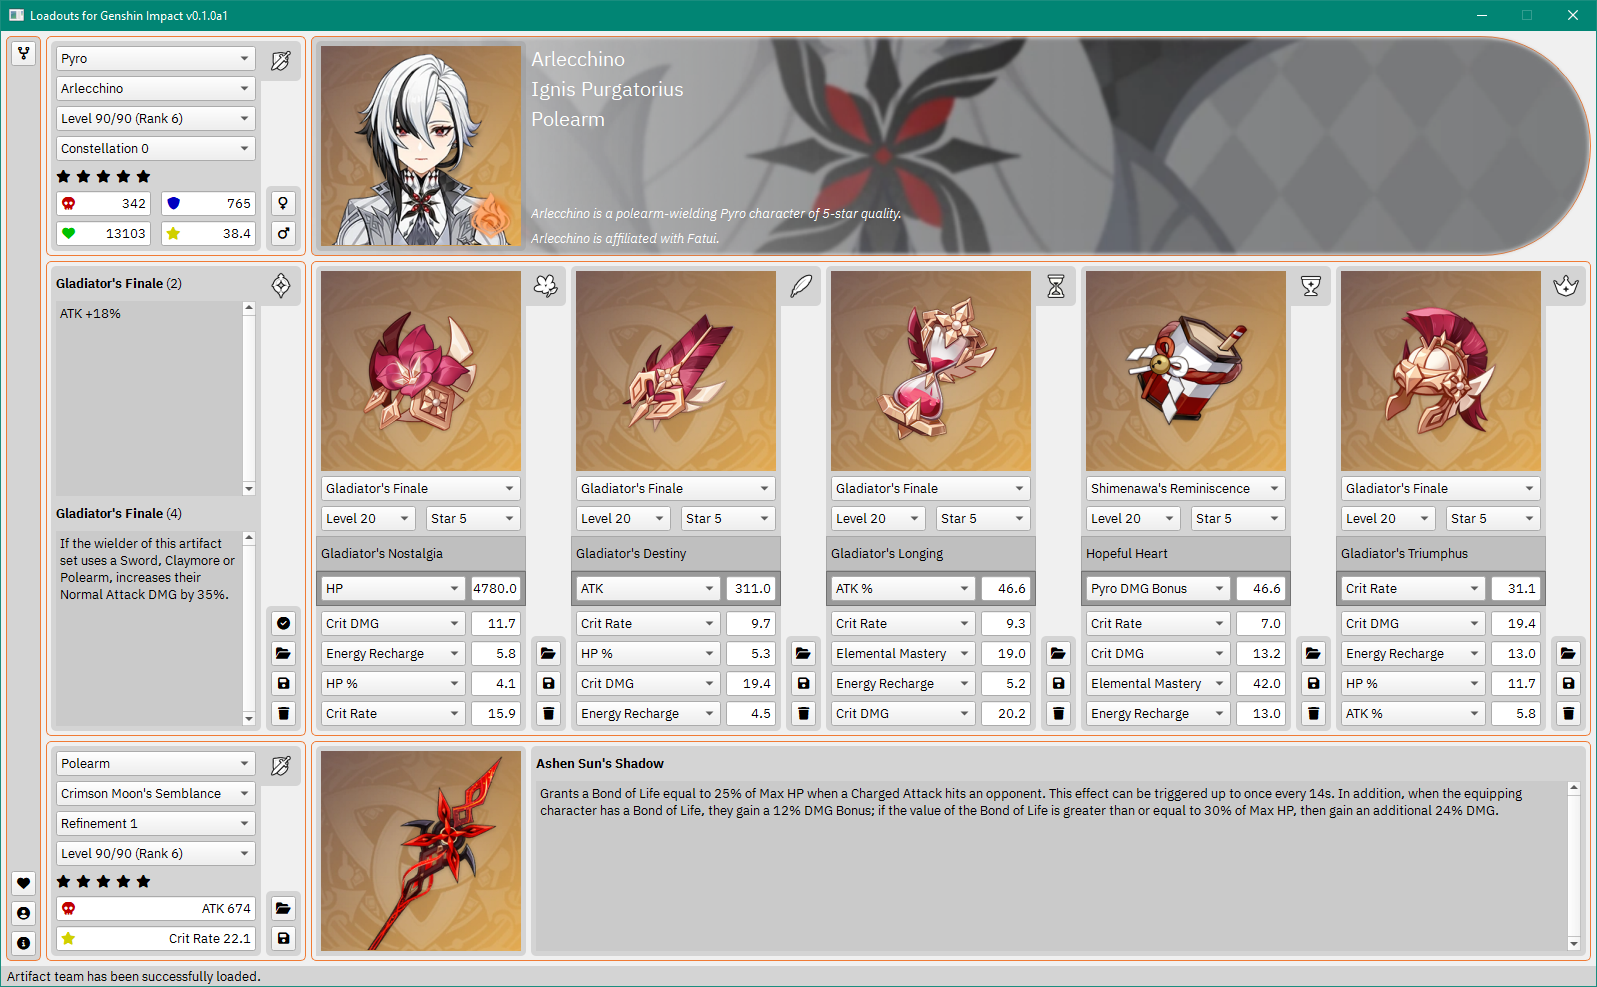 Loadouts for Genshin Impact v0.1.0a1
Pyro
Arlecchino
Level 90/90 (Rank 6)
Constellation 0
342
765
13103
38.4
Arlecchino
Ignis Purgatorius
Polearm
Arlecchino is a polearm-wielding Pyro character of 5-star quality.
Arlecchino is affiliated with Fatui.
Gladiator's Finale (2)
ATK +18%
Gladiator's Finale (4)
If the wielder of this artifact
set uses a Sword, Claymore or
Polearm, increases their
Normal Attack DMG by 35%.
Gladiator's Finale
Level 20
Star 5
Gladiator's Nostalgia
HP
4780.0
Crit DMG
11.7
Energy Recharge
5.8
HP %
4.1
Crit Rate
15.9
Gladiator's Finale
Level 20
Star 5
Gladiator's Destiny
ATK
311.0
Crit Rate
9.7
HP %
5.3
Crit DMG
19.4
Energy Recharge
4.5
Gladiator's Finale
Level 20
Star 5
Gladiator's Longing
ATK %
46.6
Crit Rate
9.3
Elemental Mastery
19.0
Energy Recharge
5.2
Crit DMG
20.2
Shimenawa's Reminiscence
Level 20
Star 5
Hopeful Heart
Pyro DMG Bonus
46.6
Crit Rate
7.0
Crit DMG
13.2
Elemental Mastery
42.0
Energy Recharge
13.0
Gladiator's Finale
Level 20
Star 5
Gladiator's Triumphus
Crit Rate
31.1
Crit DMG
19.4
Energy Recharge
13.0
HP %
11.7
ATK %
5.8
Polearm
Crimson Moon's Semblance
Refinement 1
Level 90/90 (Rank 6)
ATK 674
Crit Rate 22.1
Ashen Sun's Shadow
Grants a Bond of Life equal to 25% of Max HP when a Charged Attack hits an opponent. This effect can be triggered up to once every 14s. In addition, when the equipping
character has a Bond of Life, they gain a 12% DMG Bonus; if the value of the Bond of Life is greater than or equal to 30% of Max HP, then gain an additional 24% DMG.
Artifact team has been successfully loaded.